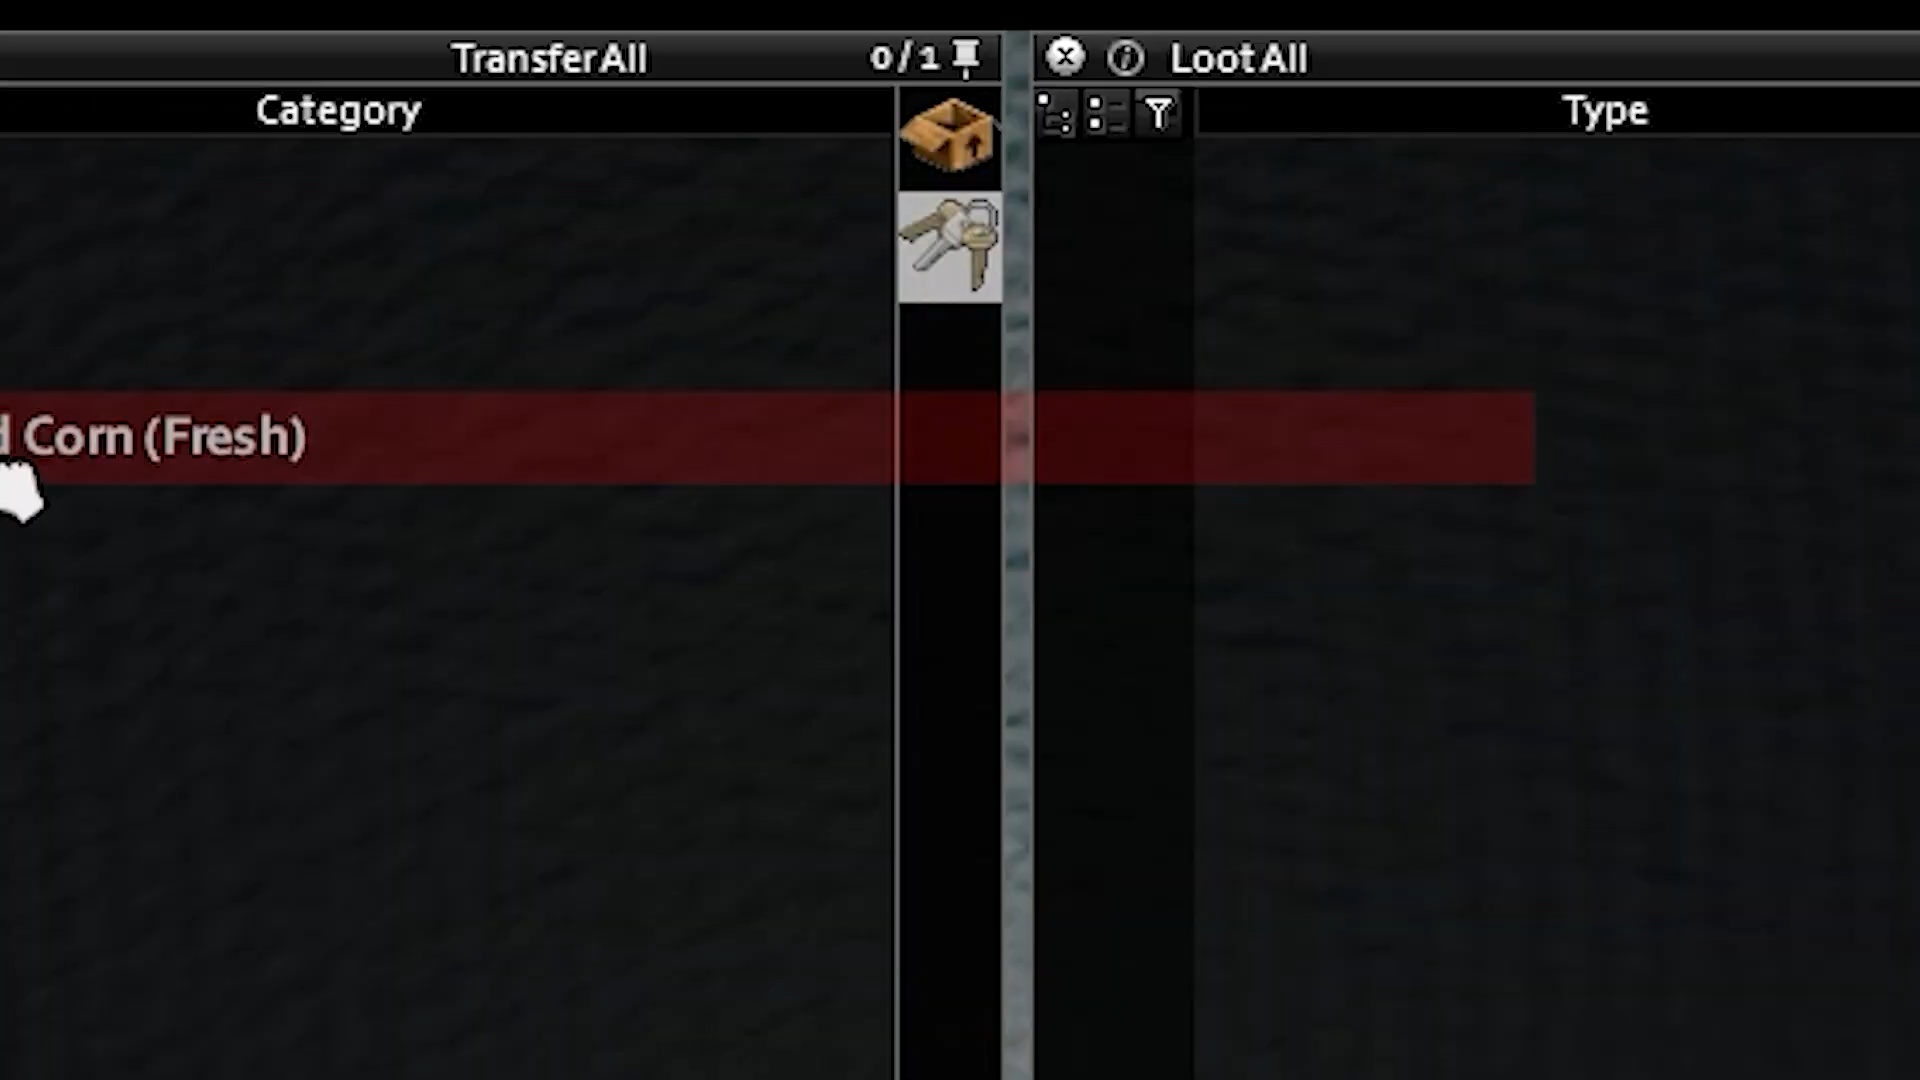 Transfer All 0 / 1
Category
Corn (Fresh)
Loot All
Type